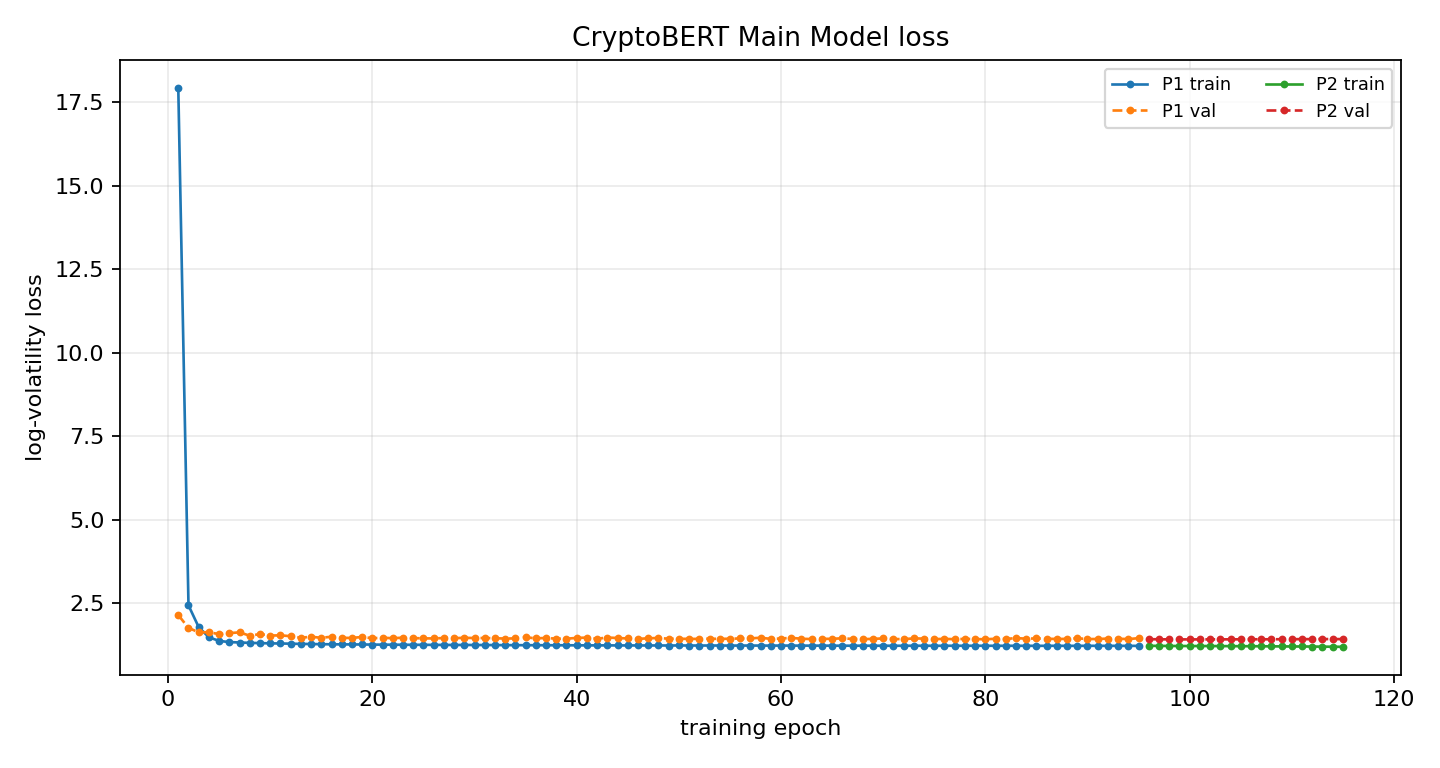 CryptoBERT Main Model loss
P1 train
P1 val
P2 train
P2 val
log-volatility loss
17.5
15.0
12.5
10.0
7.5
5.0
2.5
0 20 40 60 80 100 120
training epoch